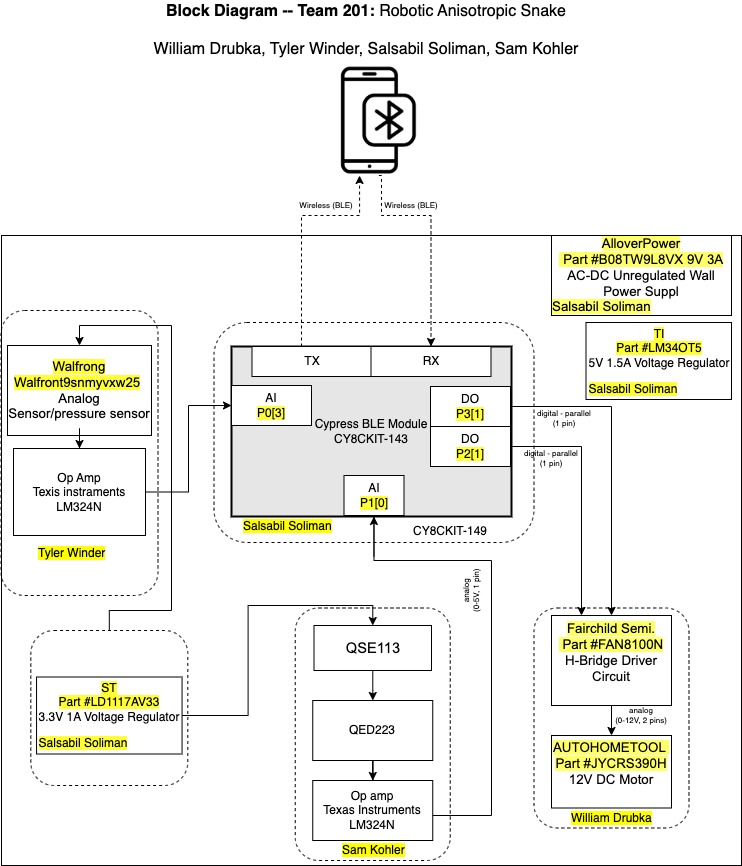 Block Diagram -- Team 201: Robotic Anisotropic Snake
William Drubka, Tyler Winder, Salsabil Soliman, Sam Kohler
Wireless (BLE)
Wireless (BLE)
AlloverPower
Part #B08TW9L8VX 9V 3A
AC-DC Unregulated Wall
Power Suppl
Salsabil Soliman
TI
Part #LM34OT5
5V 1.5A Voltage Regulator
Salsabil Soliman
Walfrong
Walfront9snmyvxw25
Analog
Sensor/pressure sensor
Op Amp
Texis instraments
LM324N
Tyler Winder
TX
RX
AI
P0[3]
Cypress BLE Module
CY8CKIT-143
DO
P3[1]
DO
P2[1]
AI
P1[0]
Salsabil Soliman
CY8CKIT-149
digital - parallel
(1 pin)
digital - parallel
(1 pin)
analog
(0-5V, 1 pin)
ST
Part #LD1117AV33
3.3V 1A Voltage Regulator
Salsabil Soliman
QSE113
QED223
Op amp
Texas Instruments
LM324N
Sam Kohler
Fairchild Semi.
Part #FAN8100N
H-Bridge Driver
Circuit
analog
(0-12V, 2 pins)
AUTOHOMETOOL
Part #JYCRS390H
12V DC Motor
William Drubka